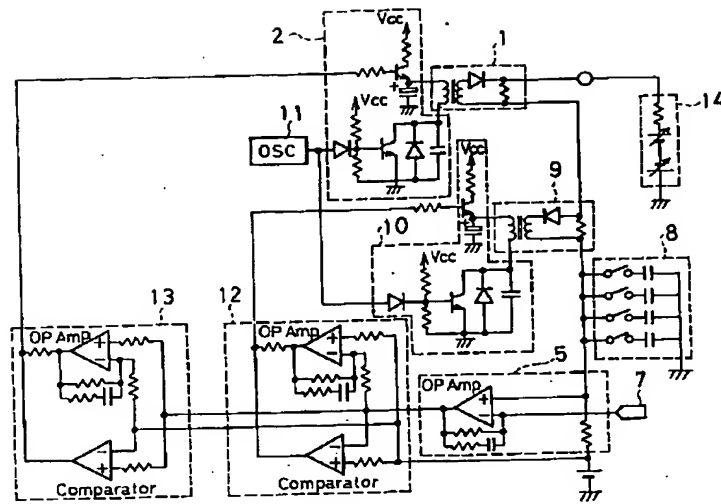 2
Vcc
1
14
11
OSC
Vcc
Vcc
9
10
Vcc
8
13
12
OP Amp
OP Amp
5
OP Amp
7
Comparator
Comparator